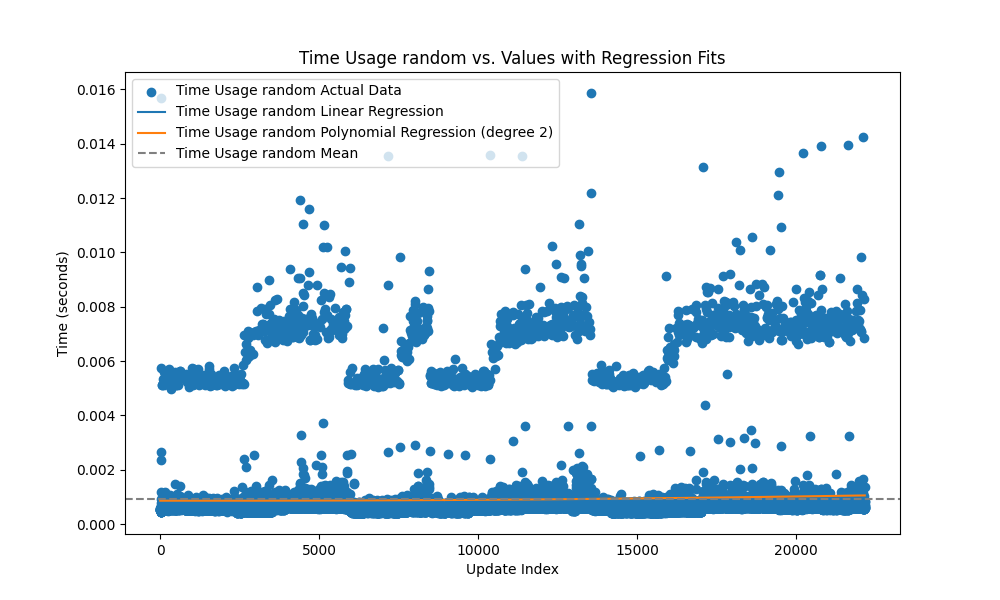 Time Usage random vs. Values with Regression Fits
Time Usage random Actual Data
Time Usage random Linear Regression
Time Usage random Polynomial Regression (degree 2)
Time Usage random Mean
Time (seconds)
0.016
0.014
0.012
0.010
0.008
0.006
0.004
0.002
0.000
0 5000 10000 15000 20000
Update Index